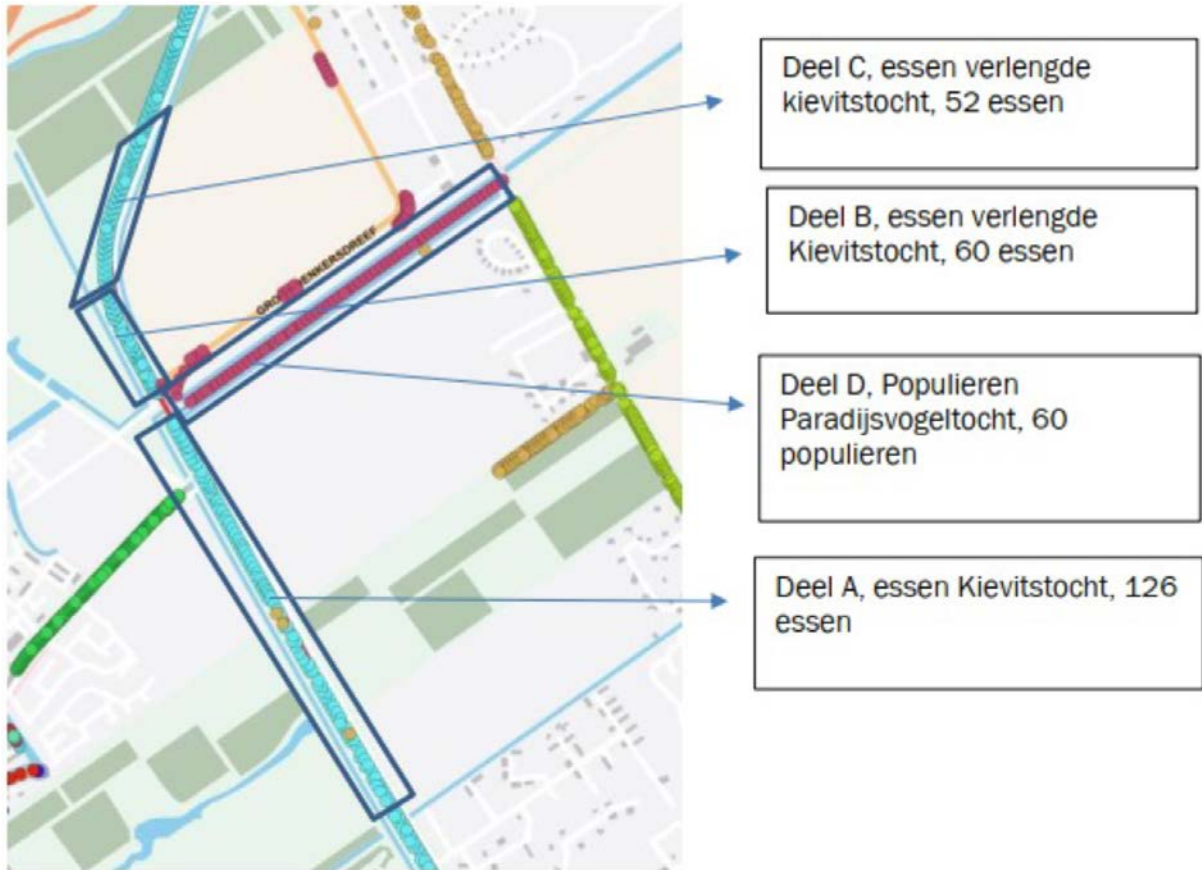 Deel C, essen verlengde
kievitstocht, 52 essen
Deel B, essen verlengde
Kievitstocht, 60 essen
Deel D, Populieren
Paradijsvogeltocht, 60
populieren
Deel A, essen Kievitstocht, 126
essen